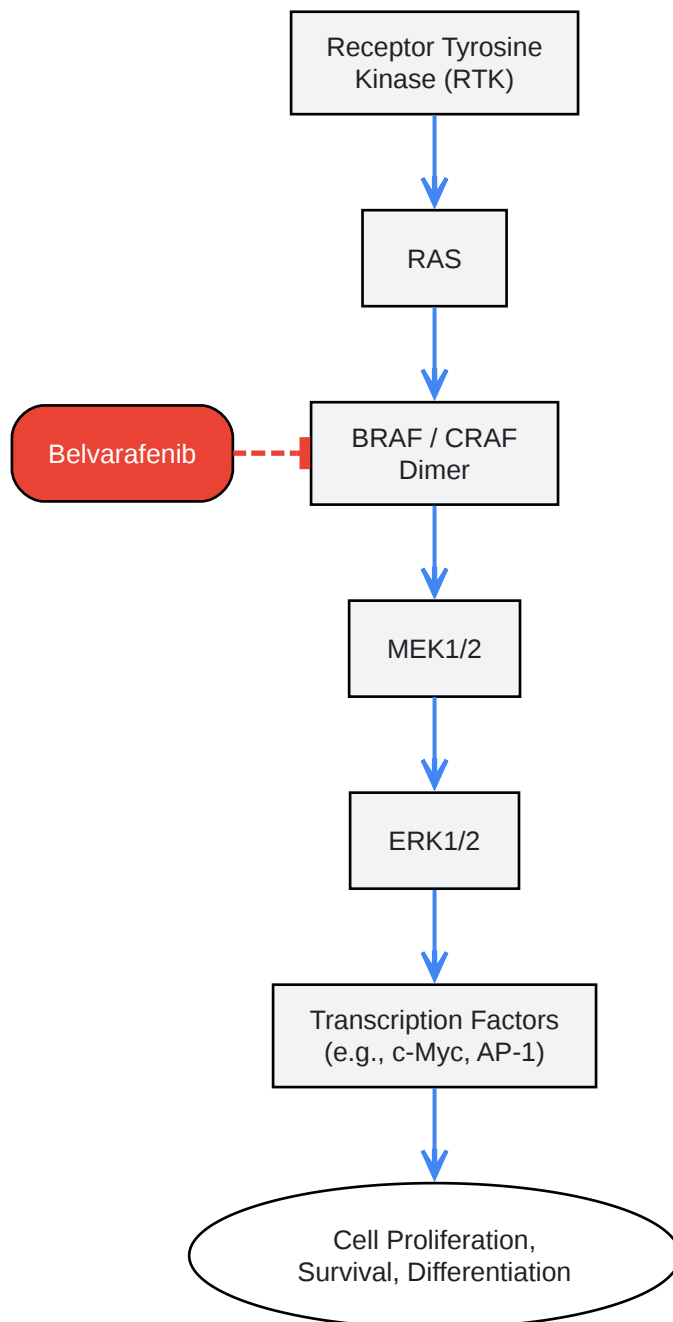 Receptor Tyrosine
Kinase (RTK)
RAS
Belvarafenib
BRAF / CRAF
Dimer
MEK1/2
ERK1/2
Transcription Factors
(e.g., c-Myc, AP-1)
Cell Proliferation,
Survival, Differentiation